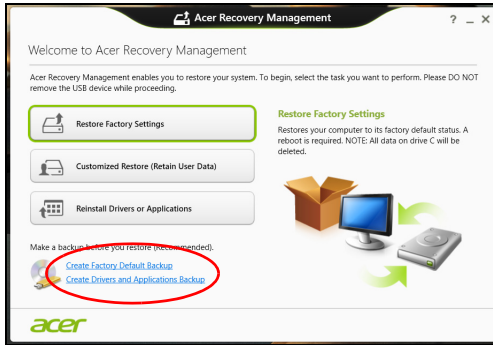 Acer Recovery Management
? _ X
Welcome to Acer Recovery Management
Acer Recovery Management enables you to restore your system. To begin, select the task you want to perform. Please DO NOT
remove the USB device while proceeding.
Restore Factory Settings
Customized Restore (Retain User Data)
Reinstall Drivers or Applications
Restore Factory Settings
Restores your computer to its factory default status. A
reboot is required. NOTE: All data on drive C will be
deleted.
Make a backup before you restore (Recommended).
Create Factory Default Backup
Create Drivers and Applications Backup
acer